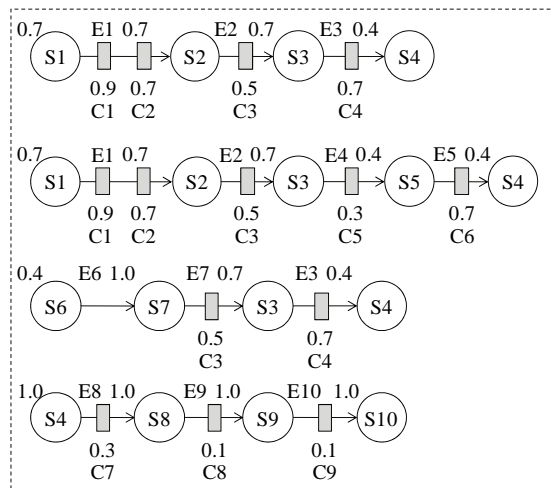 0.7 E1 0.7 E2 0.7 E3 0.4
S1 S2 S3 S4
0.9 0.7 0.5 0.7
C1 C2 C3 C4
0.7 E1 0.7 E2 0.7 E4 0.4 E5 0.4
S1 S2 S3 S5 S4
0.9 0.7 0.5 0.3 0.7
C1 C2 C3 C5 C6
0.4 E6 1.0 E7 0.7 E3 0.4
S6 S7 S3 S4
0.5 0.7
C3 C4
1.0 E8 1.0 E9 1.0 E10 1.0
S4 S8 S9 S10
0.3 0.1 0.1
C7 C8 C9